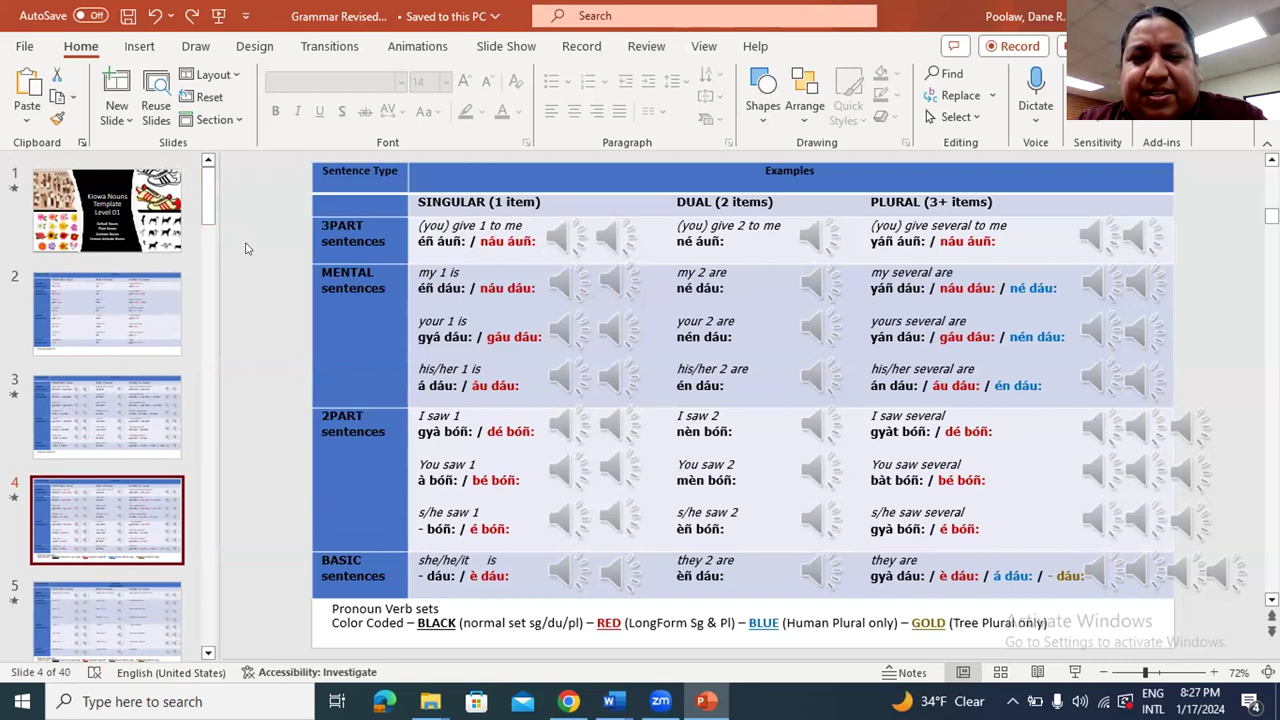 AutoSave Off Grammar Revised... • Saved to this PC Search Poolaw, Dane R.
File Home Insert Draw Design Transitions Animations Slide Show Record Review View Help Record
Paste New Slide Reuse Slides Layout Reset Section 14 Shapes Arrange Quick Styles Find Replace Select Dictate
Clipboard Slides Font Paragraph Drawing Editing Voice Sensitivity Add-ins
1
Kiowa Nouns
Template
Level 01
2
3
4
5
Sentence Type Examples
SINGULAR (1 item) DUAL (2 items) PLURAL (3+ items)
3PART sentences
(you) give 1 to me (you) give 2 to me (you) give several to me
éñ áuñ: / náu áuñ: né áuñ: yáñ áuñ: / náu áuñ:
MENTAL sentences
my 1 is my 2 are my several are
éñ dáu: / náu dáu: né dáu: yáñ dáu: / náu dáu: / né dáu:
your 1 is your 2 are yours several are
gyá dáu: / gáu dáu: nén dáu: yán dáu: / gáu dáu: / nén dáu:
his/her 1 is his/her 2 are his/her several are
á dáu: / áu dáu: én dáu: án dáu: / áu dáu: / én dáu:
2PART sentences
I saw 1 I saw 2 I saw several
gyà bóñ: / dé bóñ: nèn bóñ: gyàt bóñ: / dé bóñ:
You saw 1 You saw 2 You saw several
à bóñ: / bé bóñ: mèn bóñ: bàt bóñ: / bé bóñ:
s/he saw 1 s/he saw 2 s/he saw several
- bóñ: / é bóñ: èñ bóñ: gyà bóñ: / é bóñ:
BASIC sentences
she/he/it is they 2 are they are
- dáu: / è dáu: èñ dáu: gyà dáu: / è dáu: / á dáu: / - dáu:
Pronoun Verb sets
Color Coded – BLACK (normal set sg/du/pl) – RED (LongForm Sg & Pl) – BLUE (Human Plural only) – GOLD (Tree Plural only)
Activate Windows
Go to Settings to activate Windows.
Slide 4 of 40 English (United States) Accessibility: Investigate Notes 72%
Type here to search 34°F Clear ENG INTL 8:27 PM 1/17/2024 4